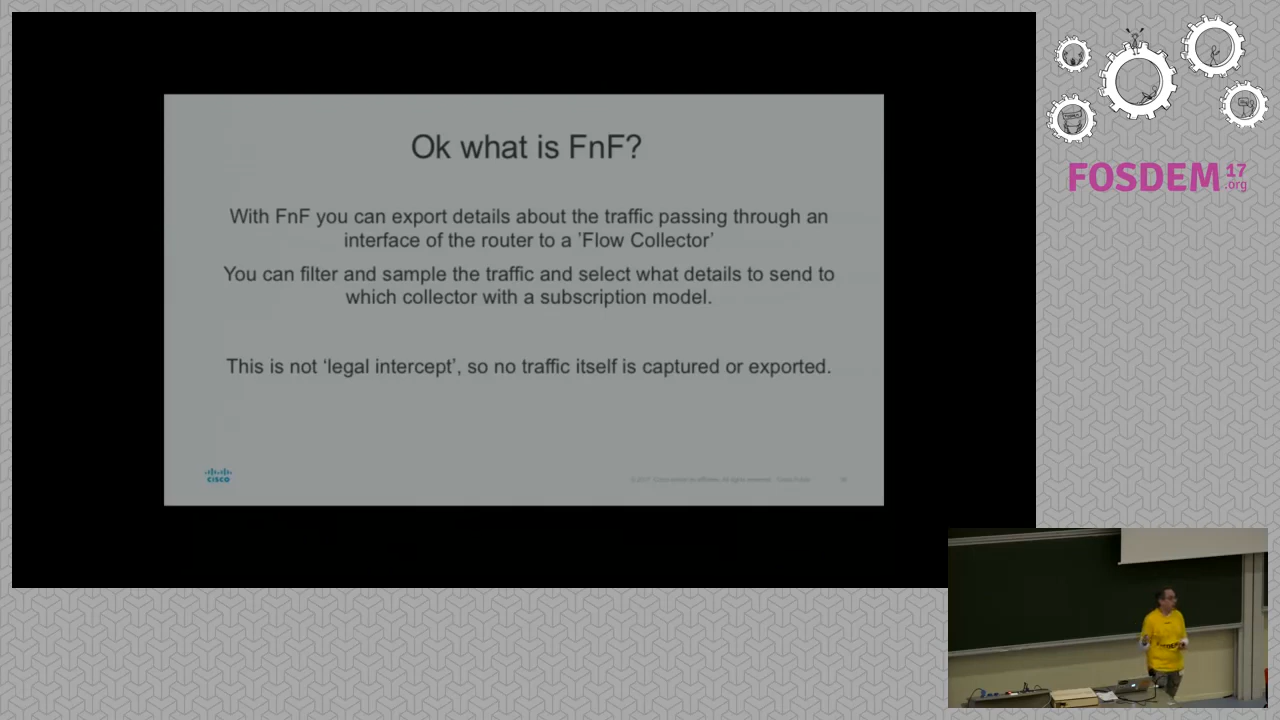 Ok what is FnF?
With FnF you can export details about the traffic passing through an
interface of the router to a ’Flow Collector’
You can filter and sample the traffic and select what details to send to
which collector with a subscription model.
This is not ‘legal intercept’, so no traffic itself is captured or exported.
CISCO
FOSDEM 17
.org